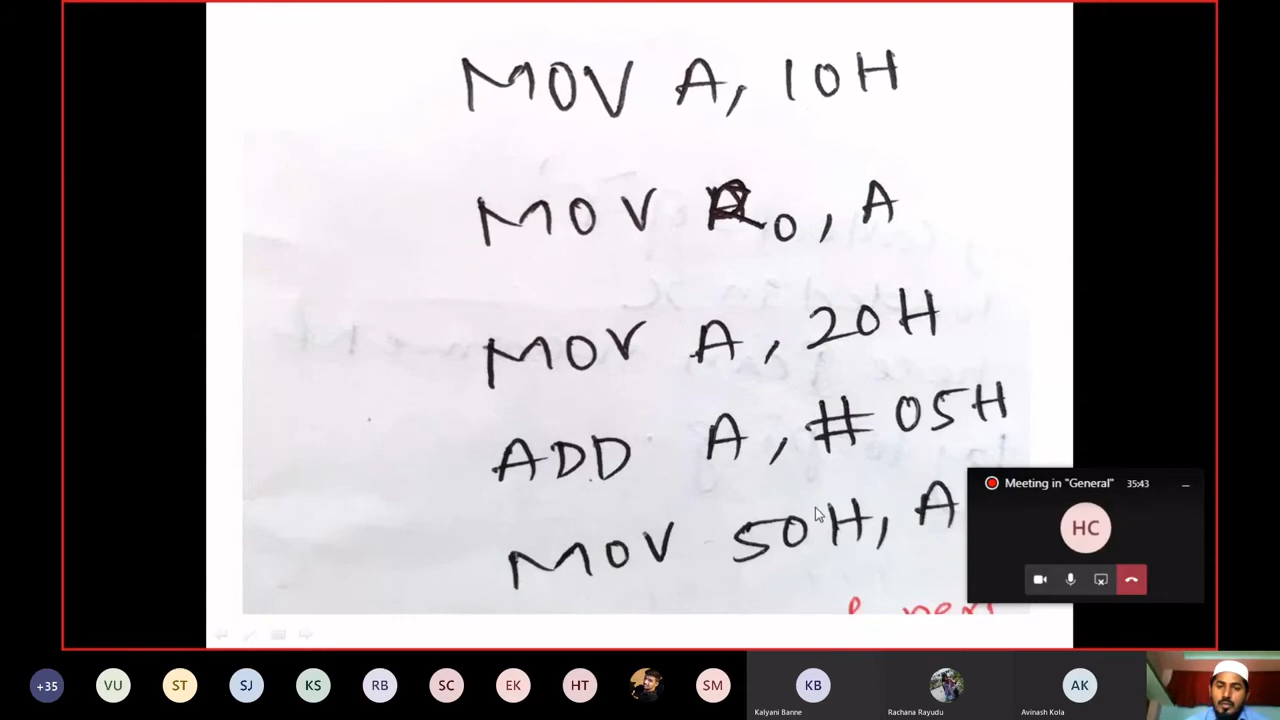 MOV A, 10H
MOV R0, A
MOV A, 20H
ADD A, #05H
MOV 50H, A
Meeting in "General" 35:43
HC
+35 VU ST SJ KS RB SC EK HT SM KB AK
Kalyani Banne Rachana Rayudu Avinash Kola